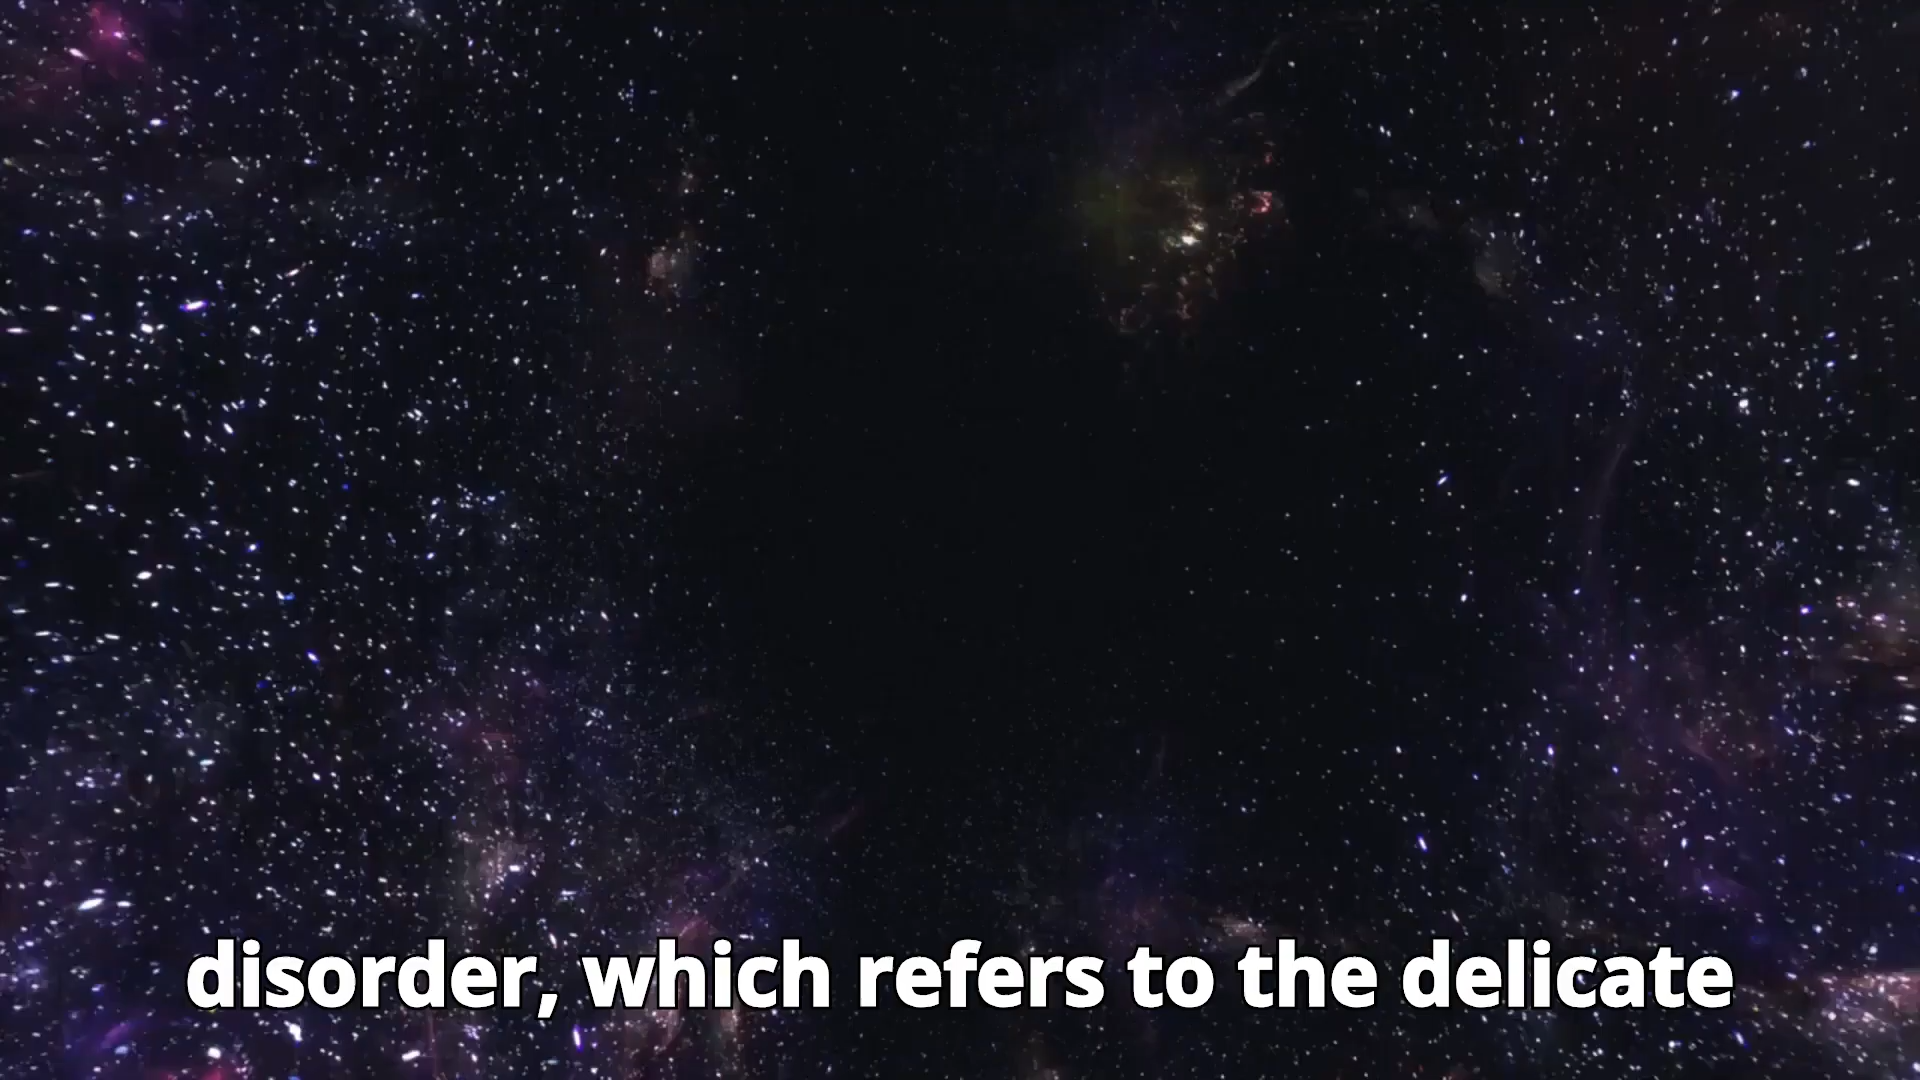 disorder, which refers to the delicate